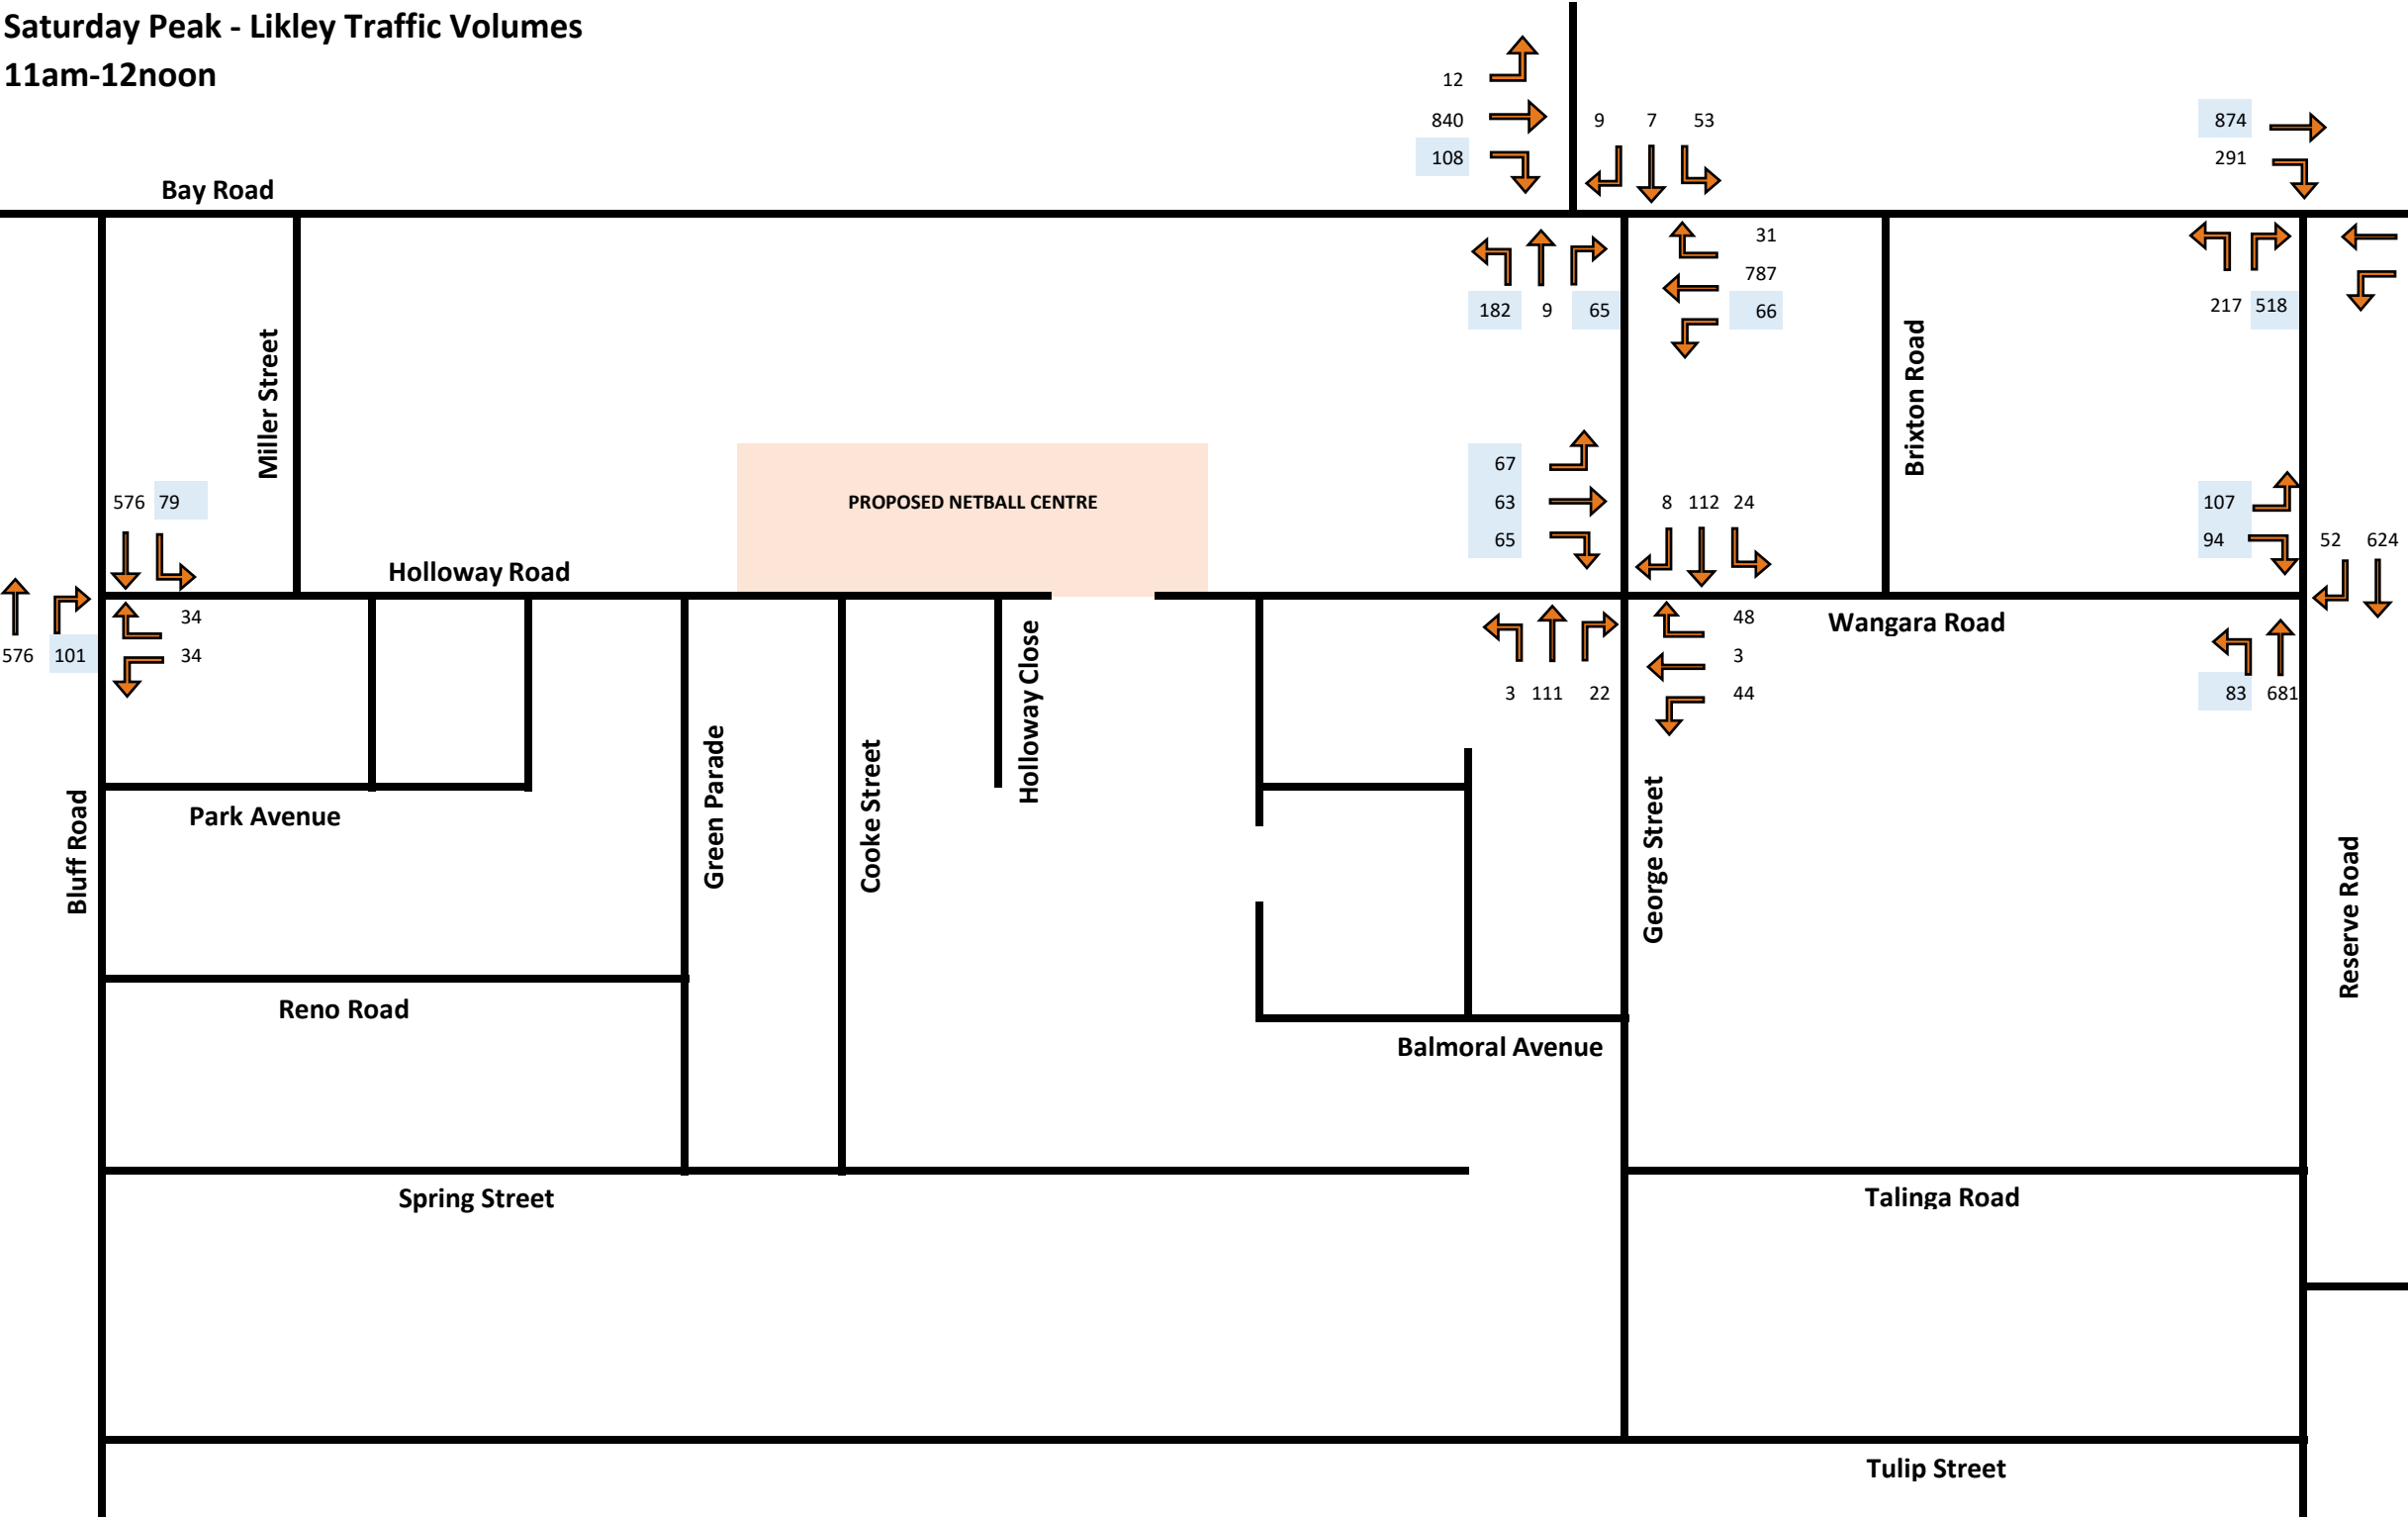 Saturday Peak - Likley Traffic Volumes
11am-12noon
12
840
108
9 7 53
874
291
Bay Road
182 9 65
31
787
66
217 518
Miller Street
Brixton Road
576 79
PROPOSED NETBALL CENTRE
67
63
65
8 112 24
107
94
52 624
Holloway Road
576 101
34
34
Holloway Close
3 111 22
48
3
44
Wangara Road
83 681
Park Avenue
Bluff Road
Green Parade
Cooke Street
George Street
Reserve Road
Reno Road
Balmoral Avenue
Spring Street
Talinga Road
Tulip Street